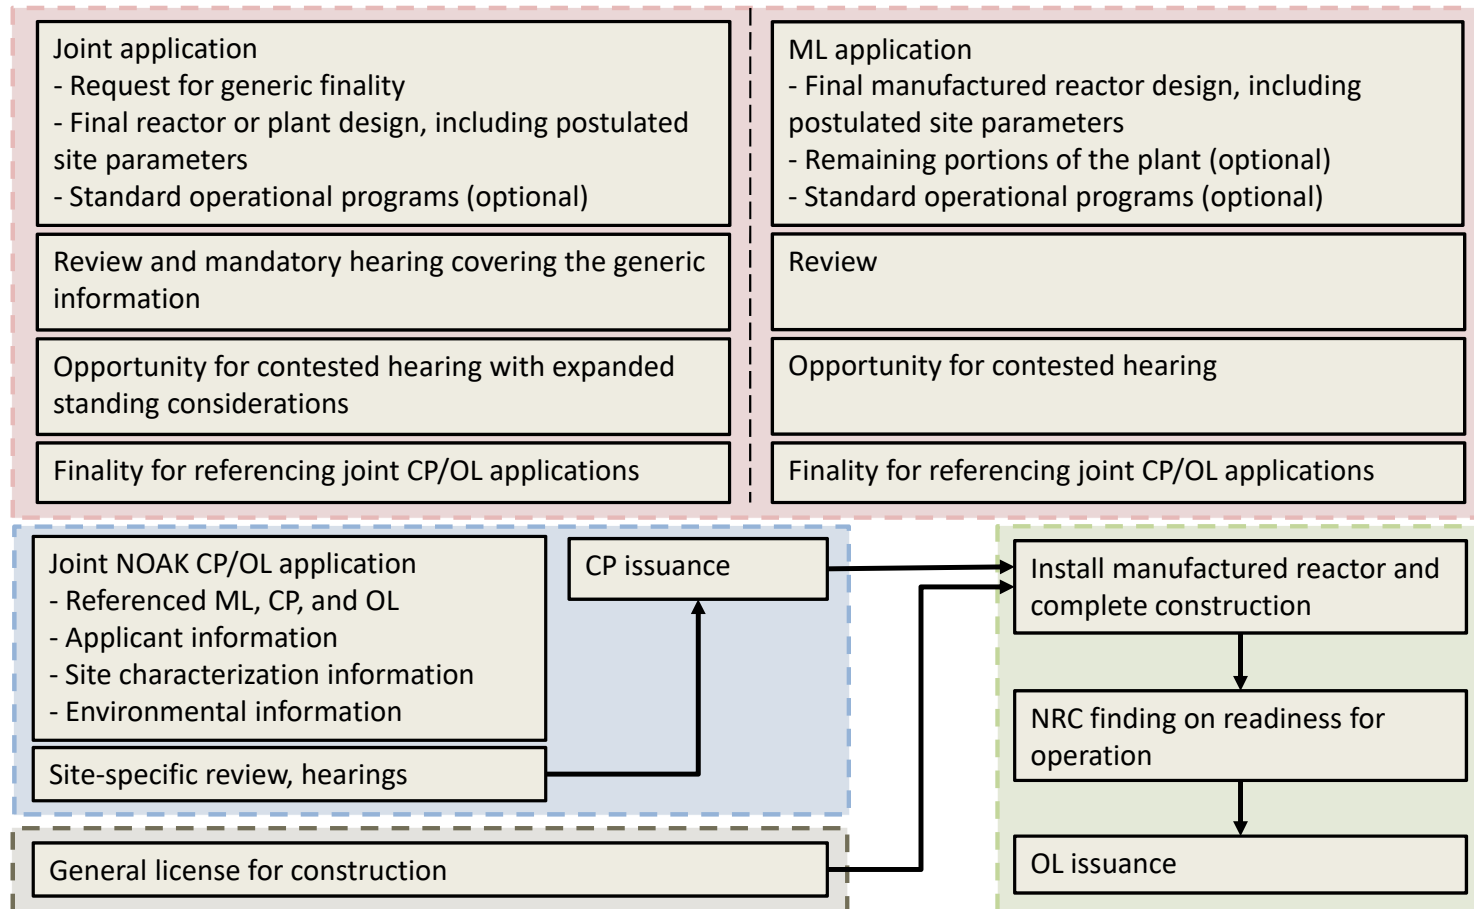 Joint application
- Request for generic finality
- Final reactor or plant design, including postulated
site parameters
- Standard operational programs (optional)
Review and mandatory hearing covering the generic
information
Opportunity for contested hearing with expanded
standing considerations
Finality for referencing joint CP/OL applications
ML application
- Final manufactured reactor design, including
postulated site parameters
- Remaining portions of the plant (optional)
- Standard operational programs (optional)
Review
Opportunity for contested hearing
Finality for referencing joint CP/OL applications
Joint NOAK CP/OL application
- Referenced ML, CP, and OL
- Applicant information
- Site characterization information
- Environmental information
Site-specific review, hearings
CP issuance
General license for construction
Install manufactured reactor and
complete construction
NRC finding on readiness for
operation
OL issuance